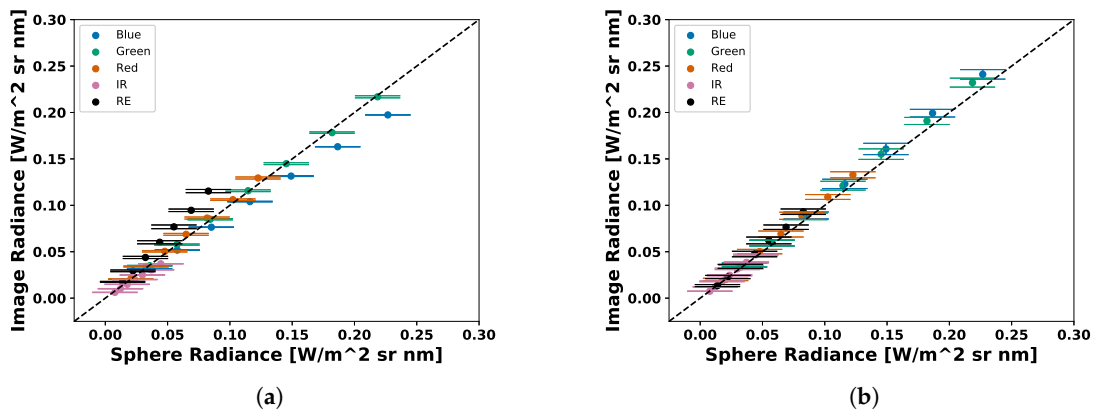 Image Radiance [W/m^2 sr nm]
0.30
0.25
0.20
0.15
0.10
0.05
0.00
Blue
Green
Red
IR
RE
0.00 0.05 0.10 0.15 0.20 0.25 0.30
Sphere Radiance [W/m^2 sr nm]
(a)
Image Radiance [W/m^2 sr nm]
0.30
0.25
0.20
0.15
0.10
0.05
0.00
Blue
Green
Red
IR
RE
0.00 0.05 0.10 0.15 0.20 0.25 0.30
Sphere Radiance [W/m^2 sr nm]
(b)